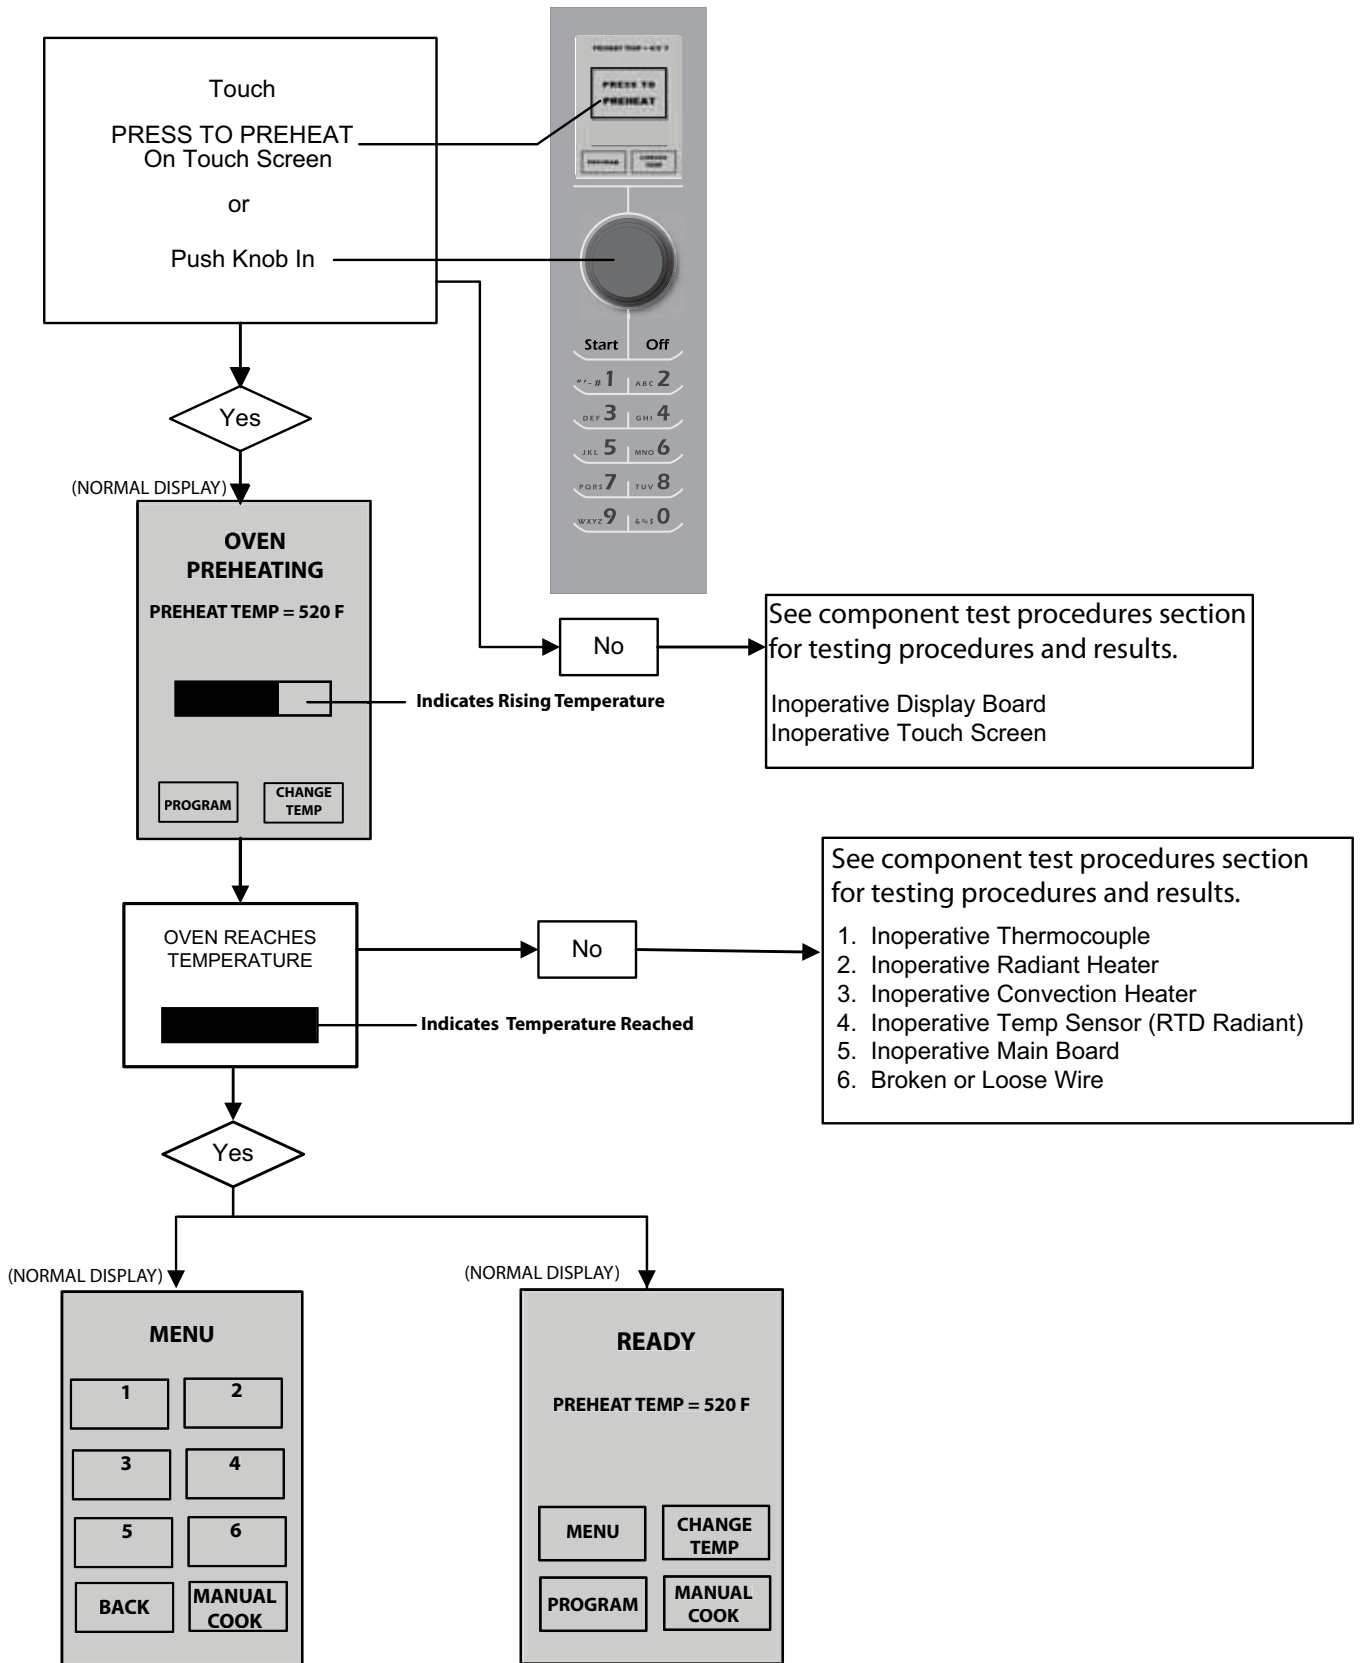 Touch
PRESS TO PREHEAT
On Touch Screen
or
Push Knob In
PRESS TO
PREHEAT
PROGRAM
TEMP
Start Off
"'-# 1 ABC 2
DEF 3 GHI 4
JKL 5 MNO 6
PQRS 7 TUV 8
WXYZ 9 &%$ 0
Yes
(NORMAL DISPLAY)
OVEN
PREHEATING
PREHEAT TEMP = 520 F
Indicates Rising Temperature
PROGRAM
CHANGE
TEMP
No
See component test procedures section
for testing procedures and results.
Inoperative Display Board
Inoperative Touch Screen
OVEN REACHES
TEMPERATURE
Indicates Temperature Reached
No
See component test procedures section
for testing procedures and results.
1. Inoperative Thermocouple
2. Inoperative Radiant Heater
3. Inoperative Convection Heater
4. Inoperative Temp Sensor (RTD Radiant)
5. Inoperative Main Board
6. Broken or Loose Wire
Yes
(NORMAL DISPLAY)
MENU
1 2
3 4
5 6
BACK
MANUAL
COOK
(NORMAL DISPLAY)
READY
PREHEAT TEMP = 520 F
MENU
CHANGE
TEMP
PROGRAM
MANUAL
COOK